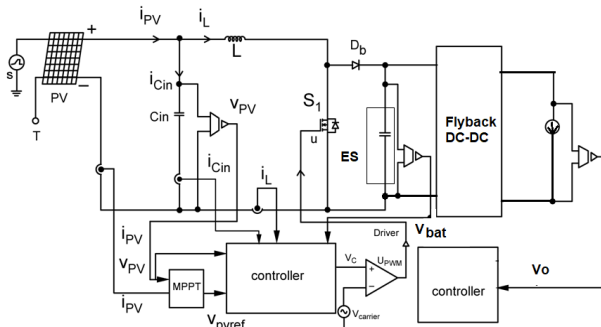 i_PV
i_L
L
D_b
S
PV
T
+
−
i_Cin
Cin
v_PV
i_Cin
S_1
u
ES
Flyback
DC-DC
i_L
V_bat
Driver
i_PV
v_PV
i_PV
MPPT
v_pvref
controller
V_C
U_PWM
+
−
V_carrier
controller
Vo